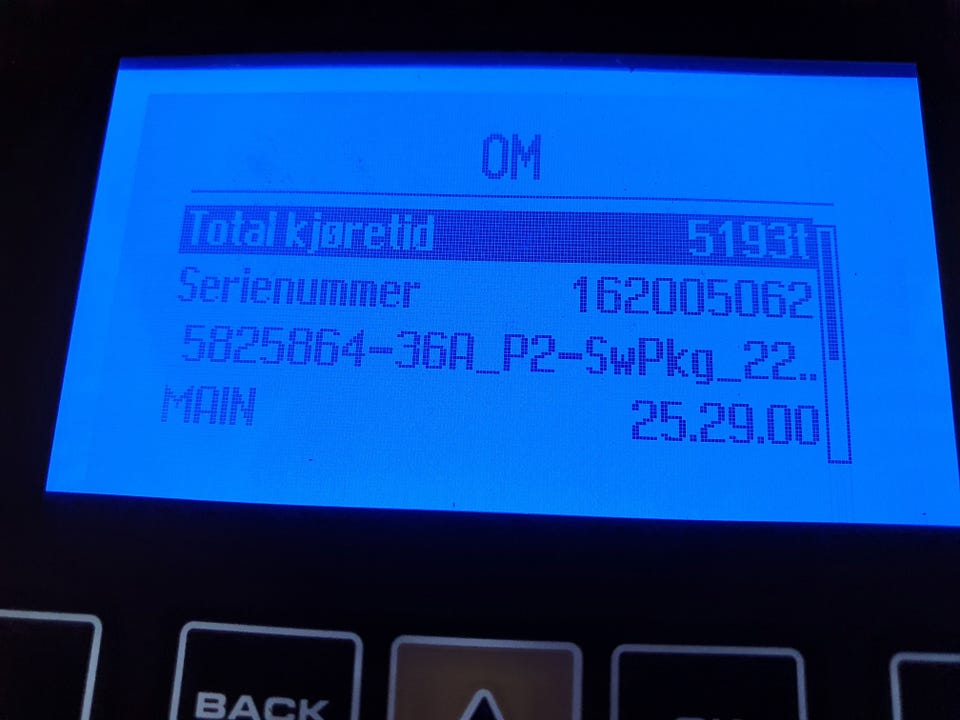 OM
Total kjøretid 5193t
Serienummer 162005062
5825864-36A_P2-SwPkg_22..
MAIN 25.29.00
BACK